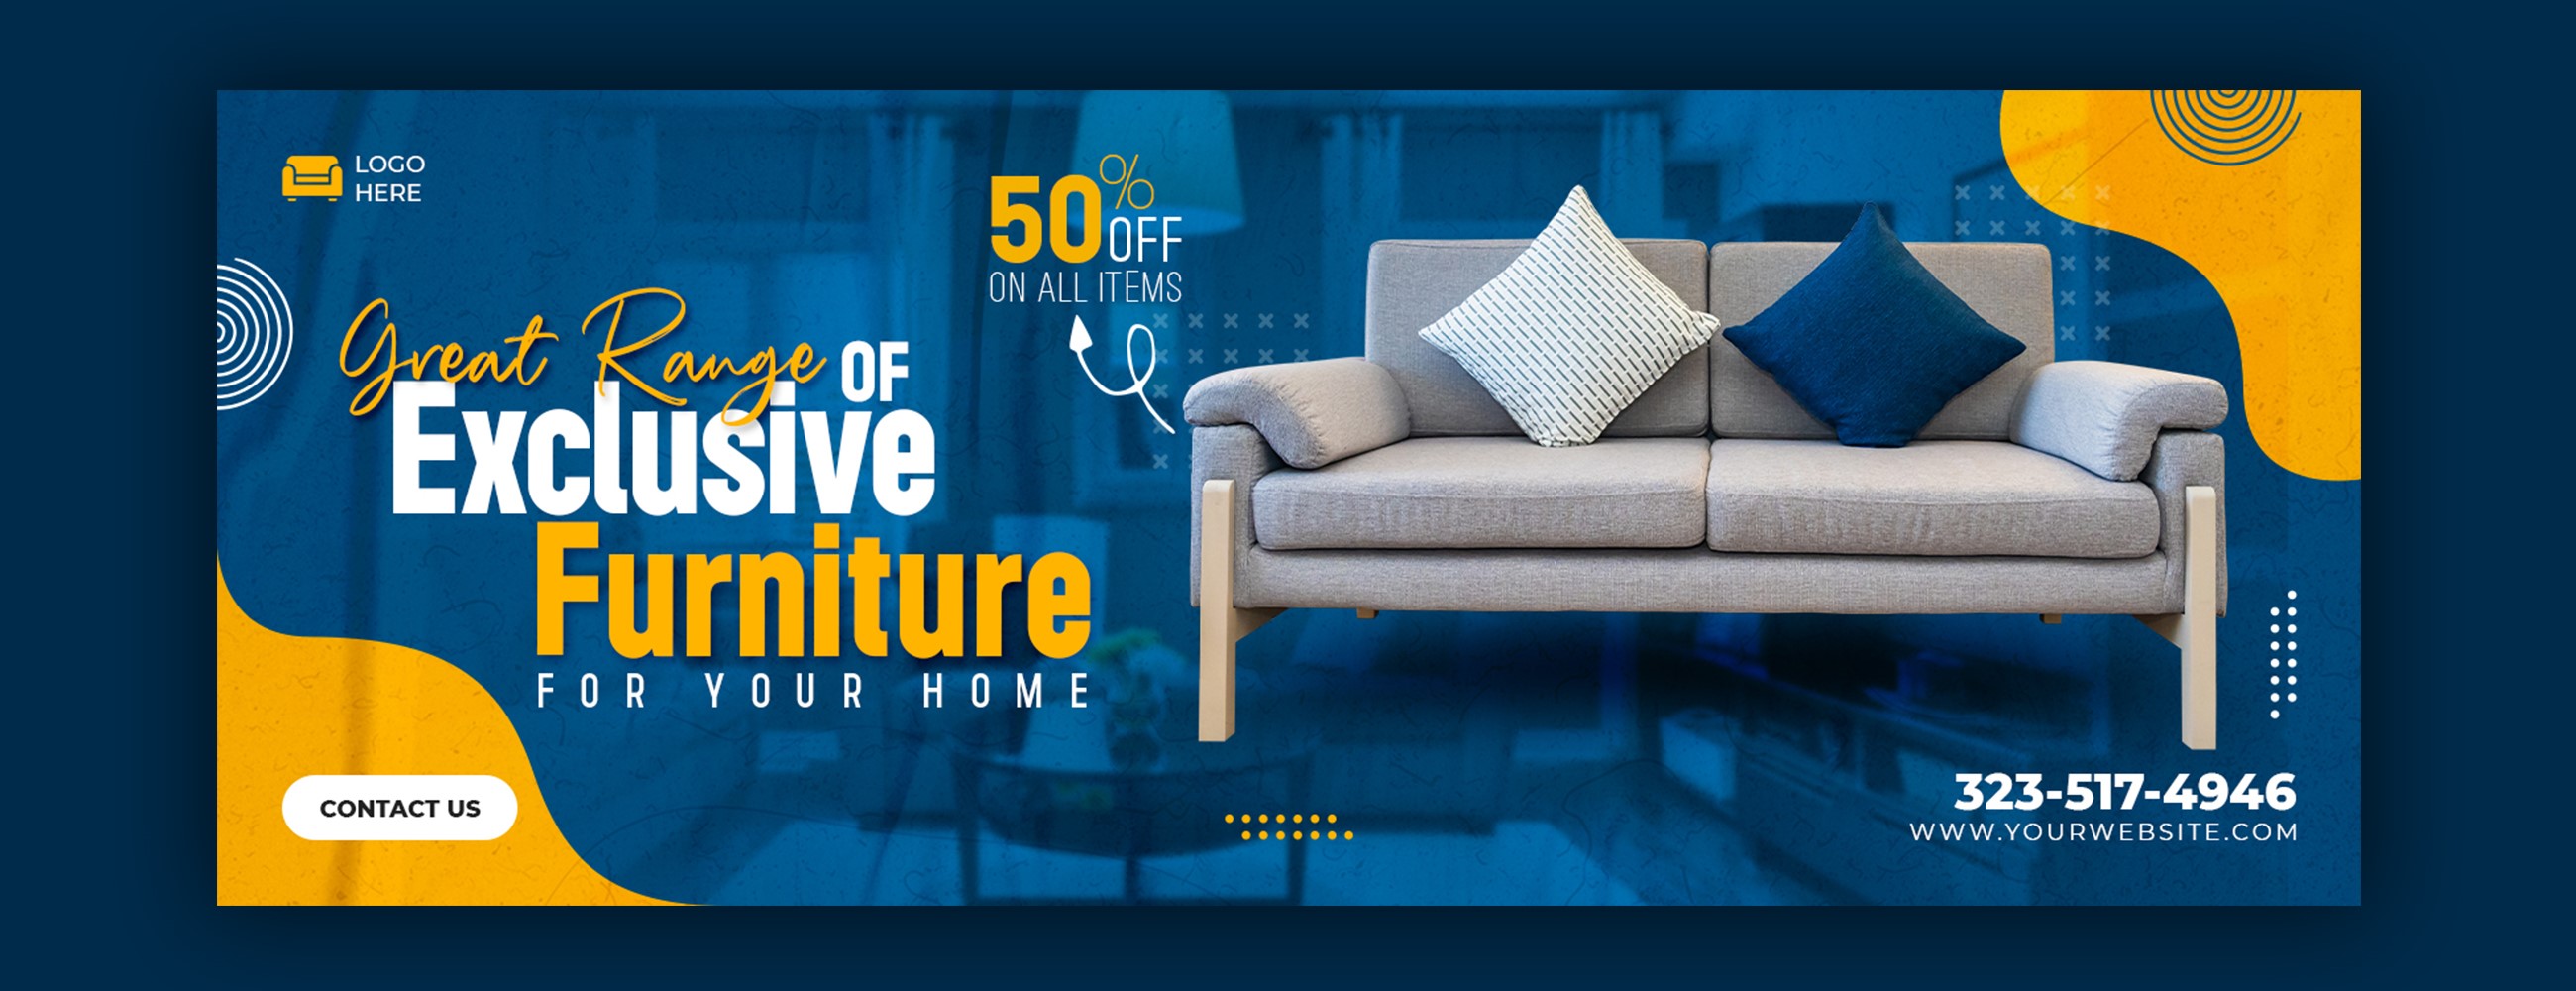 LOGO
HERE
50% OFF
ON ALL ITEMS
Great Range OF
Exclusive
Furniture
FOR YOUR HOME
CONTACT US
323-517-4946
WWW.YOURWEBSITE.COM